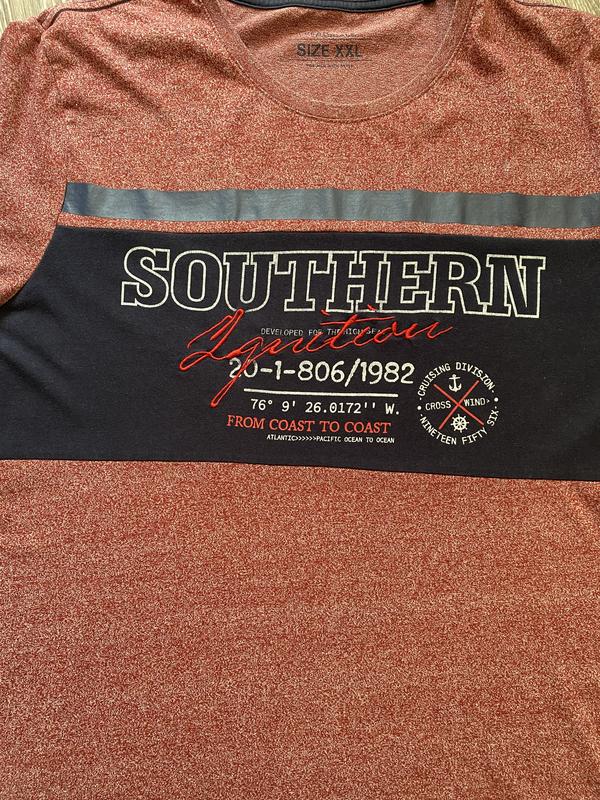 SIZE XXL
SOUTHERN
Ignition
DEVELOPED FOR THE HIGH SEA
20-1-806/1982
76° 9' 26.0172'' W.
FROM COAST TO COAST
ATLANTIC>>>>>>PACIFIC OCEAN TO OCEAN
·CRUISING DIVISION·
CROSS WIND>
·NINETEEN FIFTY SIX·